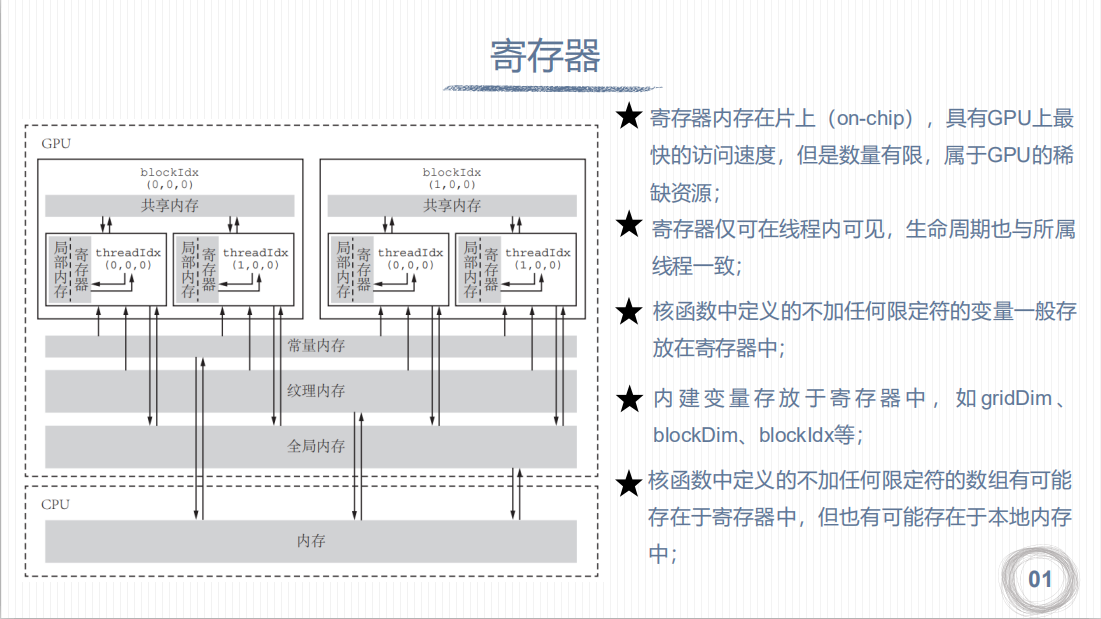 寄存器
GPU
blockIdx
(0,0,0)
共享内存
局部内存
寄存器
threadIdx
(0,0,0)
局部内存
寄存器
threadIdx
(1,0,0)
blockIdx
(1,0,0)
共享内存
局部内存
寄存器
threadIdx
(0,0,0)
局部内存
寄存器
threadIdx
(1,0,0)
常量内存
纹理内存
全局内存
CPU
内存
寄存器内存在片上（on-chip），具有GPU上最
快的访问速度，但是数量有限，属于GPU的稀
缺资源；
寄存器仅可在线程内可见，生命周期也与所属
线程一致；
核函数中定义的不加任何限定符的变量一般存
放在寄存器中；
内建变量存放于寄存器中，如gridDim、
blockDim、blockIdx等；
核函数中定义的不加任何限定符的数组有可能
存在于寄存器中，但也有可能存在于本地内存
中；
01